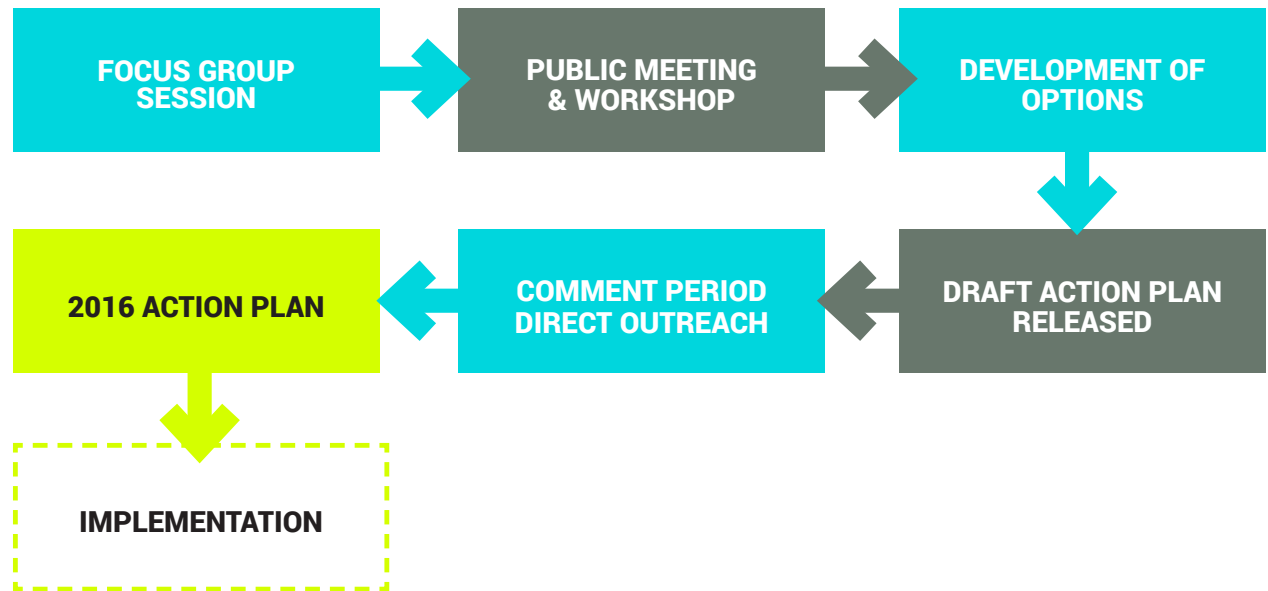 FOCUS GROUP
SESSION
PUBLIC MEETING
& WORKSHOP
DEVELOPMENT OF
OPTIONS
DRAFT ACTION PLAN
RELEASED
COMMENT PERIOD
DIRECT OUTREACH
2016 ACTION PLAN
IMPLEMENTATION